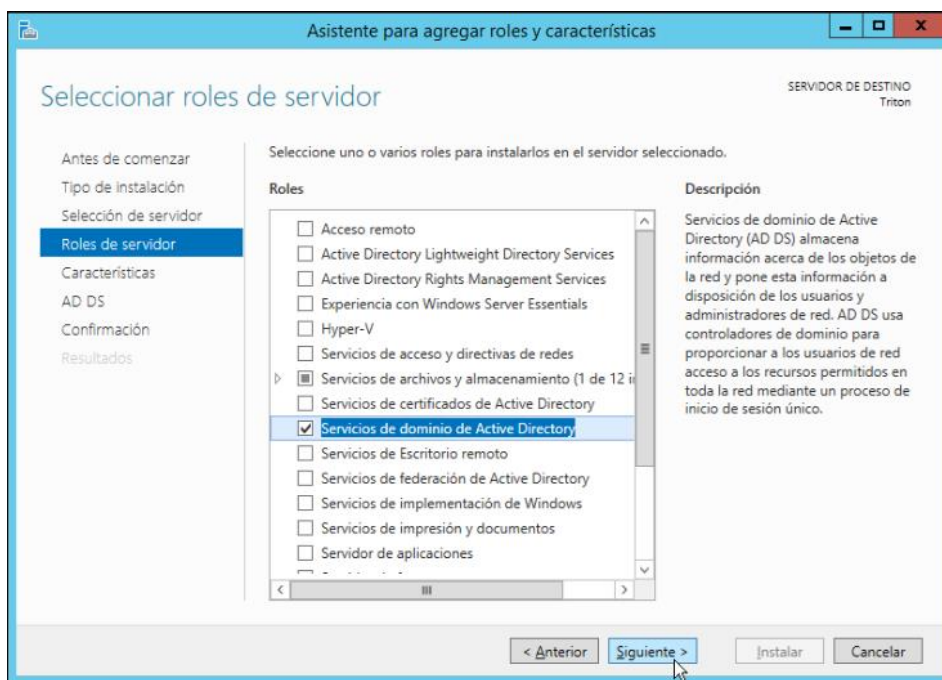 Asistente para agregar roles y características
Seleccionar roles de servidor
SERVIDOR DE DESTINO
Triton
Antes de comenzar
Tipo de instalación
Selección de servidor
Roles de servidor
Características
AD DS
Confirmación
Resultados
Seleccione uno o varios roles para instalarlos en el servidor seleccionado.
Roles
Acceso remoto
Active Directory Lightweight Directory Services
Active Directory Rights Management Services
Experiencia con Windows Server Essentials
Hyper-V
Servicios de acceso y directivas de redes
Servicios de archivos y almacenamiento (1 de 12 in
Servicios de certificados de Active Directory
Servicios de dominio de Active Directory
Servicios de Escritorio remoto
Servicios de federación de Active Directory
Servicios de implementación de Windows
Servicios de impresión y documentos
Servidor de aplicaciones
Descripción
Servicios de dominio de Active
Directory (AD DS) almacena
información acerca de los objetos de
la red y pone esta información a
disposición de los usuarios y
administradores de red. AD DS usa
controladores de dominio para
proporcionar a los usuarios de red
acceso a los recursos permitidos en
toda la red mediante un proceso de
inicio de sesión único.
< Anterior
Siguiente >
Instalar
Cancelar